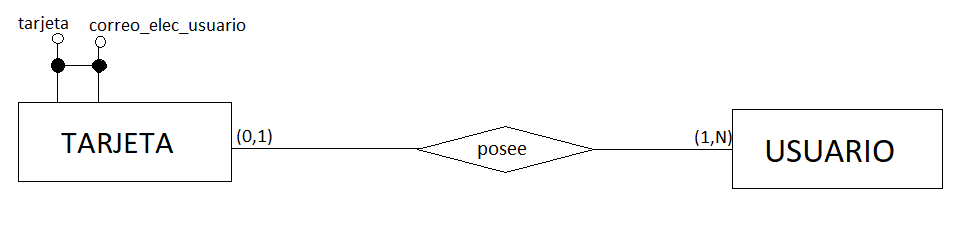 tarjeta
correo_elec_usuario
TARJETA
(0,1)
posee
(1,N)
USUARIO